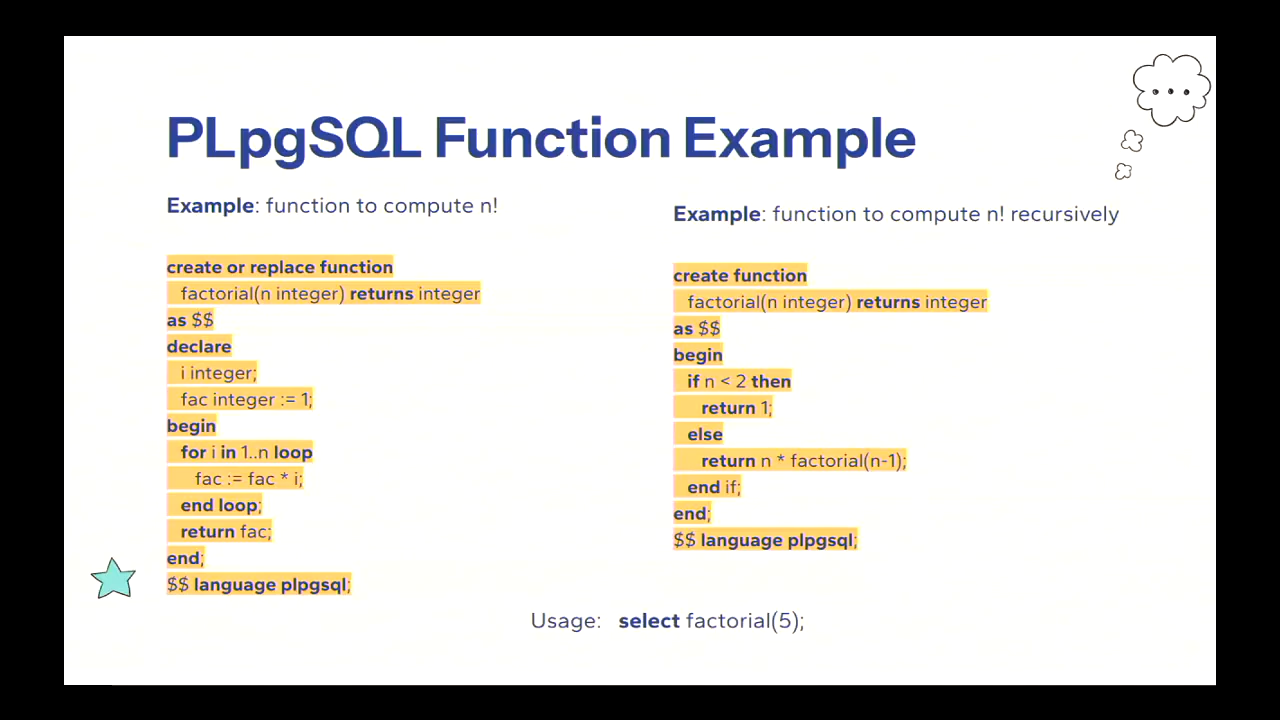 PLpgSQL Function Example
Example: function to compute n!
create or replace function
factorial(n integer) returns integer
as $$
declare
i integer;
fac integer := 1;
begin
for i in 1..n loop
fac := fac * i;
end loop;
return fac;
end;
$$ language plpgsql;
Example: function to compute n! recursively
create function
factorial(n integer) returns integer
as $$
begin
if n < 2 then
return 1;
else
return n * factorial(n-1);
end if;
end;
$$ language plpgsql;
Usage: select factorial(5);